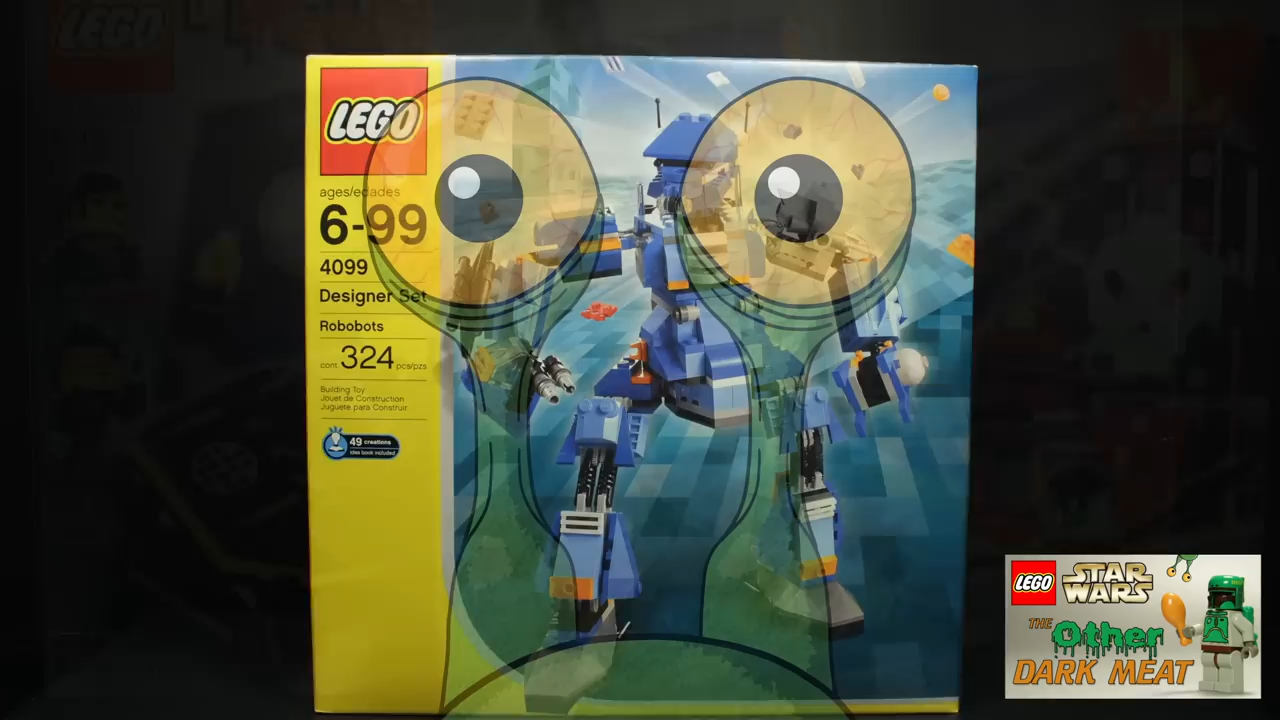 LEGO
LEGO
ages/edades
6-99
4099
Designer Set
Robobots
cont. 324 pcs/pzs
Building Toy
Jouet de Construction
Juguete para Construir
49 creations
idea book included
LEGO STAR WARS
THE Other
DARK MEAT